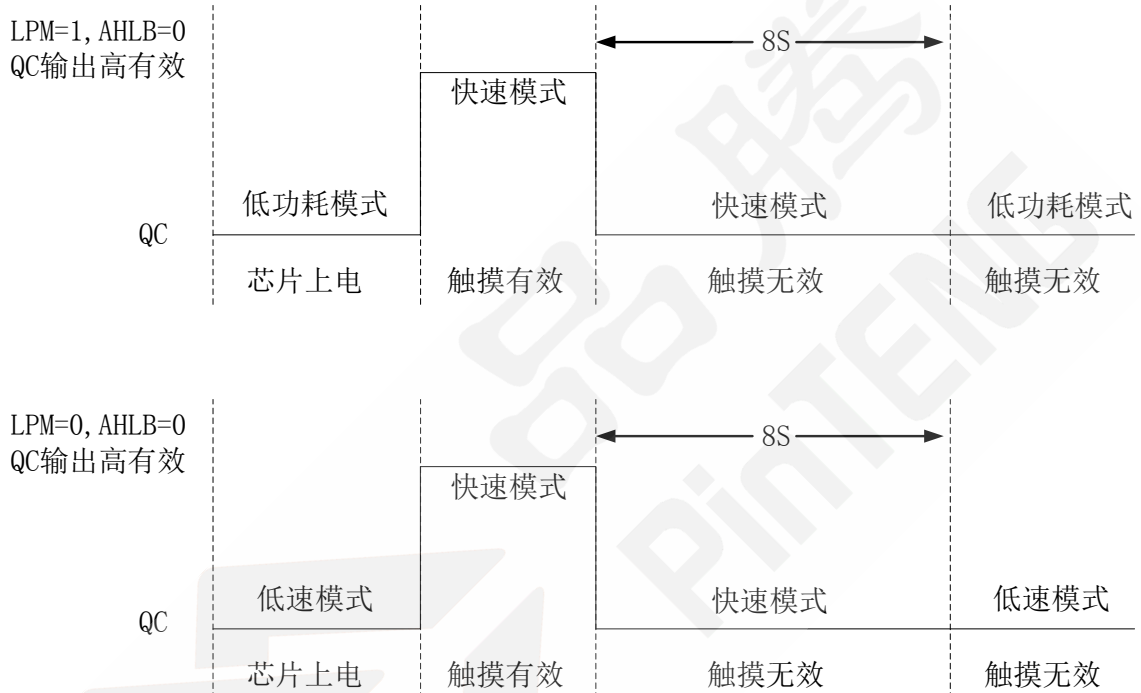 LPM=1,AHLB=0
QC输出高有效
8S
快速模式
低功耗模式
快速模式
低功耗模式
QC
芯片上电
触摸有效
触摸无效
触摸无效
LPM=0,AHLB=0
QC输出高有效
8S
快速模式
低速模式
快速模式
低速模式
QC
芯片上电
触摸有效
触摸无效
触摸无效
品腾
PinTENG